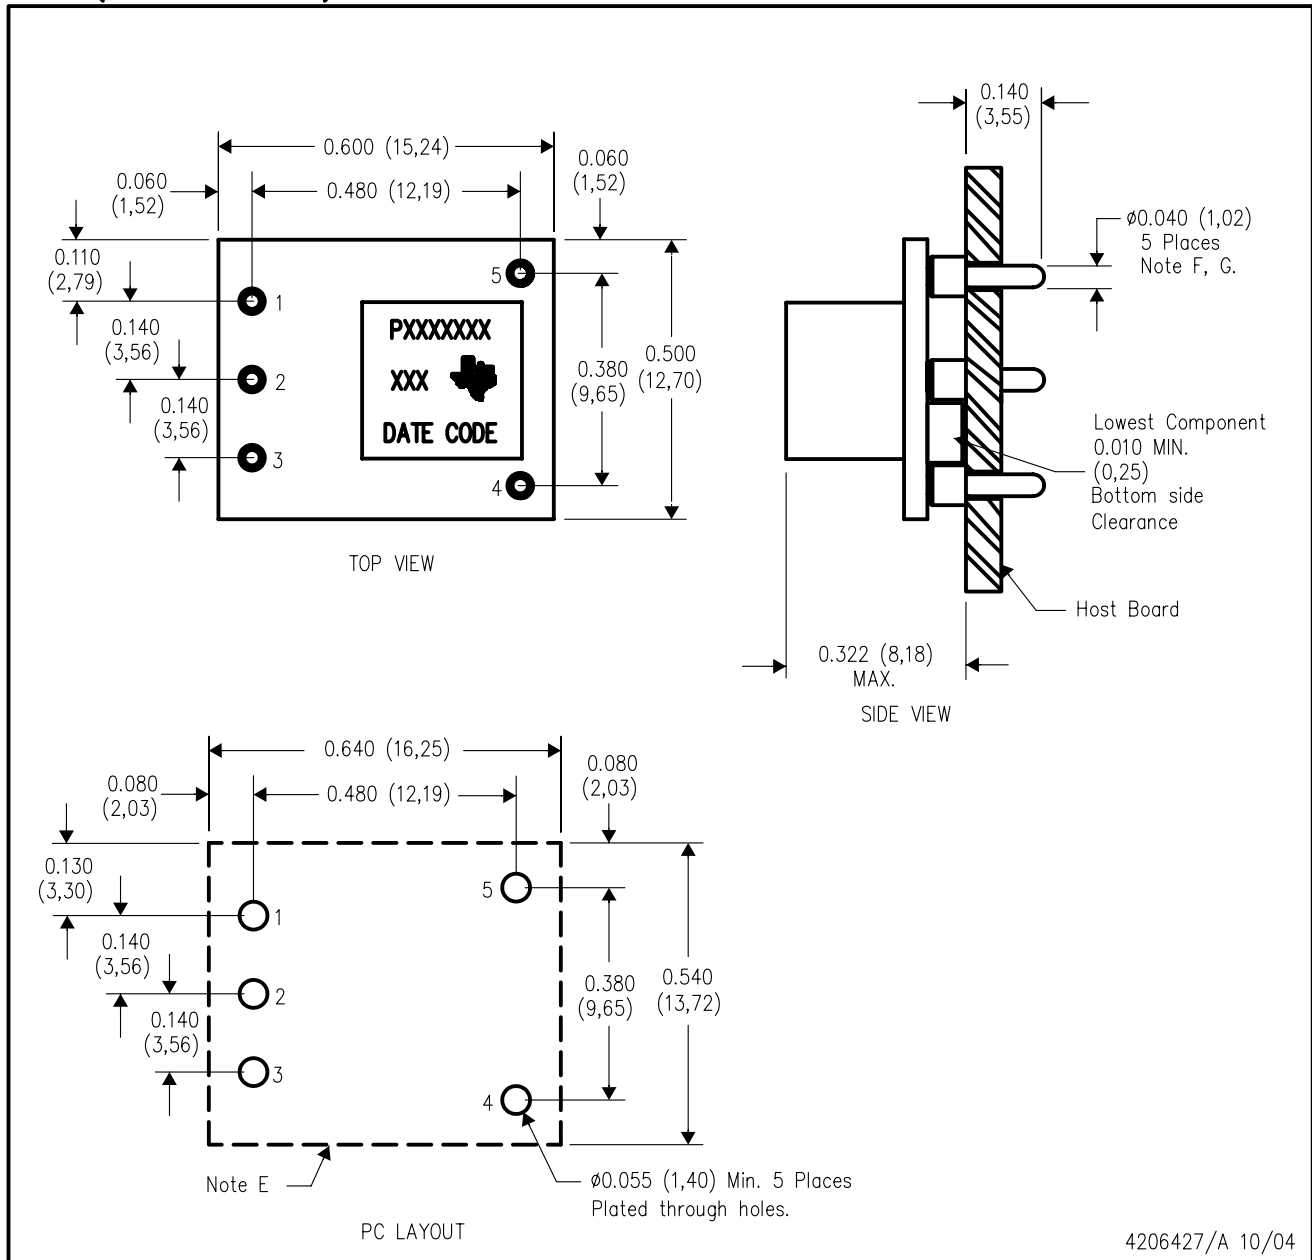 0.600 (15,24)
0.060
(1,52)
0.480 (12,19)
0.060
(1,52)
0.110
(2,79)
0.140
(3,56)
0.140
(3,56)
1
2
3
5
4
PXXXXXXX
XXX
DATE CODE
0.380
(9,65)
0.500
(12,70)
TOP VIEW
0.140
(3,55)
ø0.040 (1,02)
5 Places
Note F, G.
Lowest Component
0.010 MIN.
(0,25)
Bottom side
Clearance
Host Board
0.322 (8,18)
MAX.
SIDE VIEW
0.640 (16,25)
0.080
(2,03)
0.480 (12,19)
0.080
(2,03)
0.130
(3,30)
0.140
(3,56)
0.140
(3,56)
1
2
3
5
4
0.380
(9,65)
0.540
(13,72)
Note E
ø0.055 (1,40) Min. 5 Places
Plated through holes.
PC LAYOUT
4206427/A 10/04